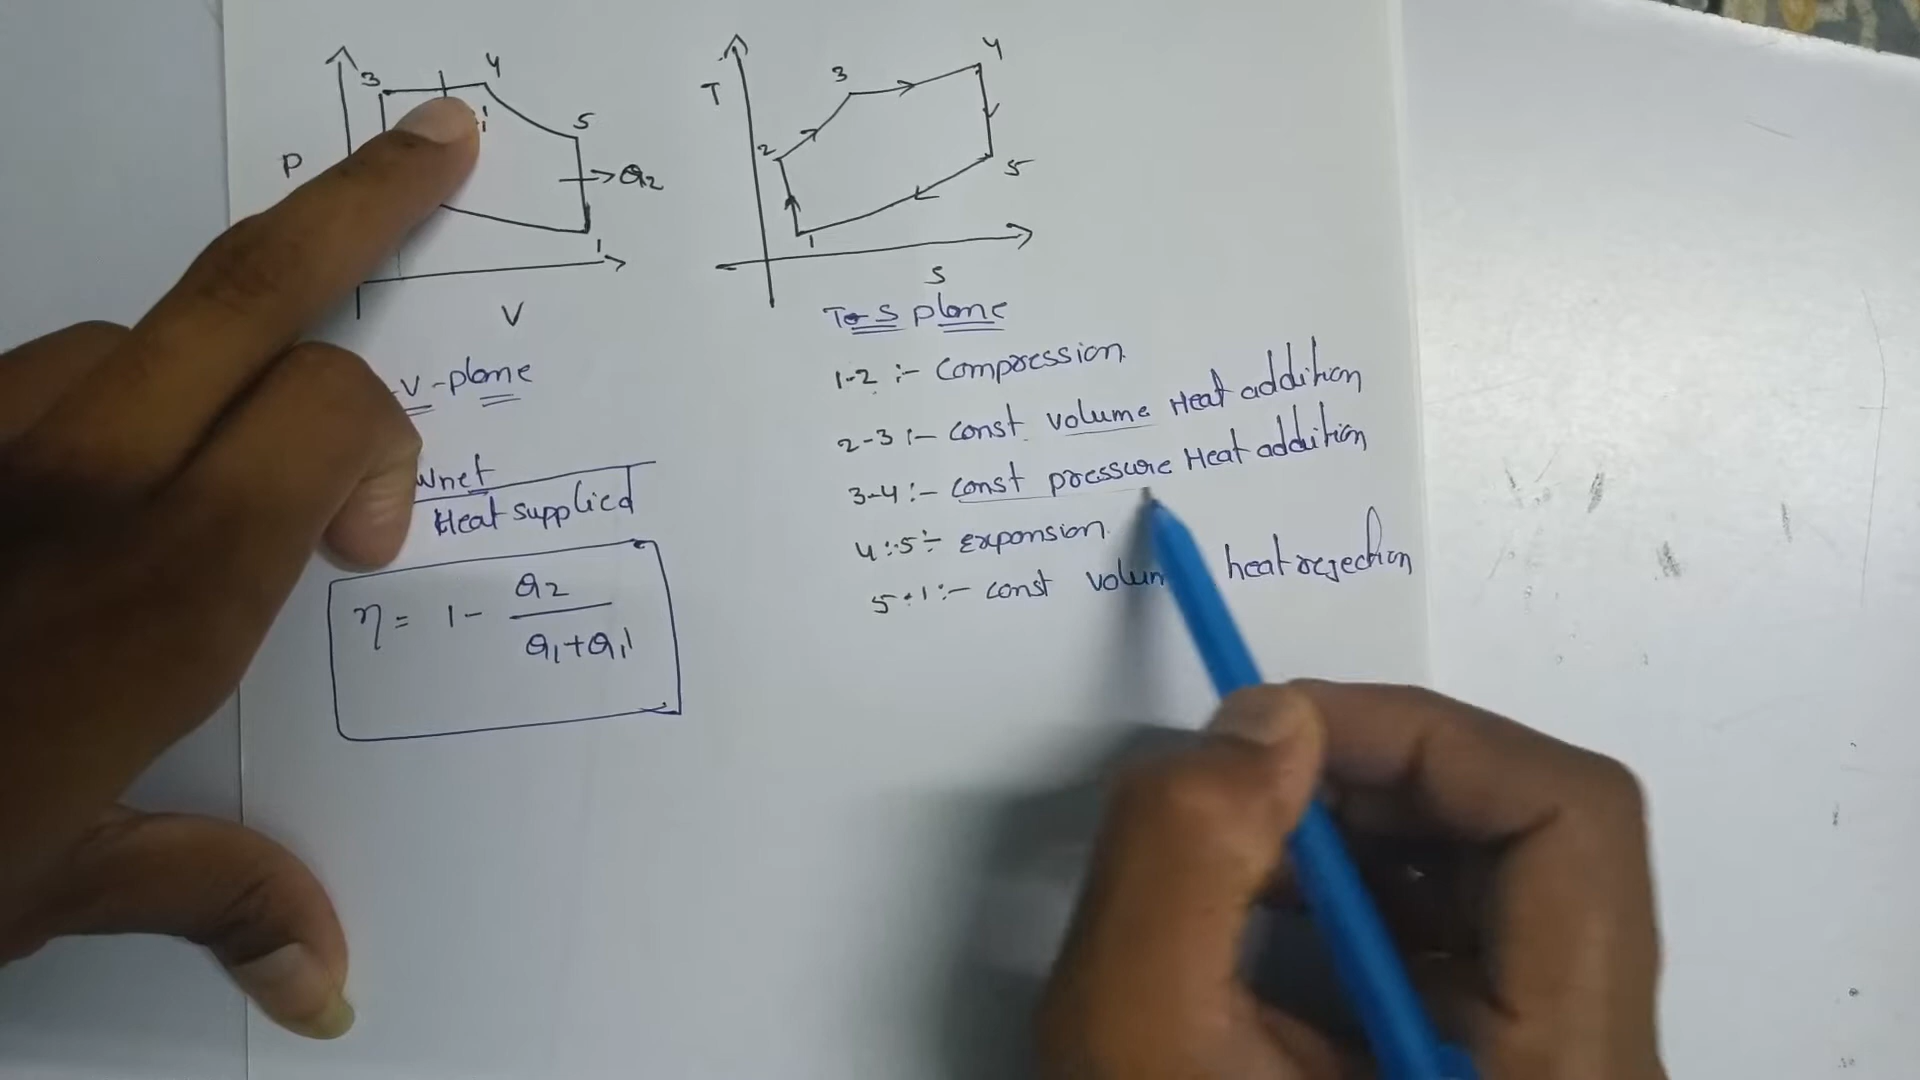 3
4
5
P
1'
Q2
1
V
-V-plane
Wnet
Heat supplied
η = 1 - Q2
Q1+Q1'
T
3
4
2
5
1
S
T-S plane
1-2 :- Compression
2-3 :- const. volume Heat addition
3-4 :- const pressure Heat addition
4:-5 :- expansion.
5:1 :- const volum heat rejection